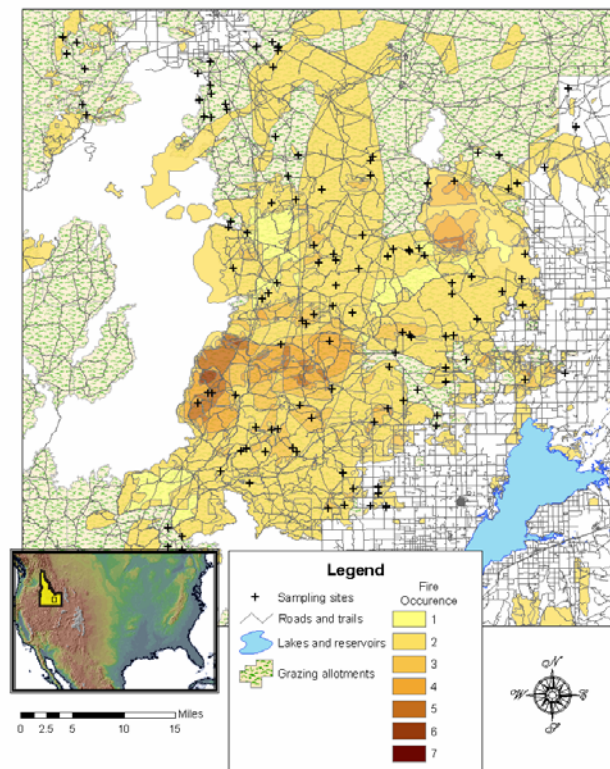 Legend
Sampling sites
Roads and trails
Lakes and reservoirs
Grazing allotments
Fire
Occurence
1
2
3
4
5
6
7
Miles
0 2.5 5 10 15
N
W E
S